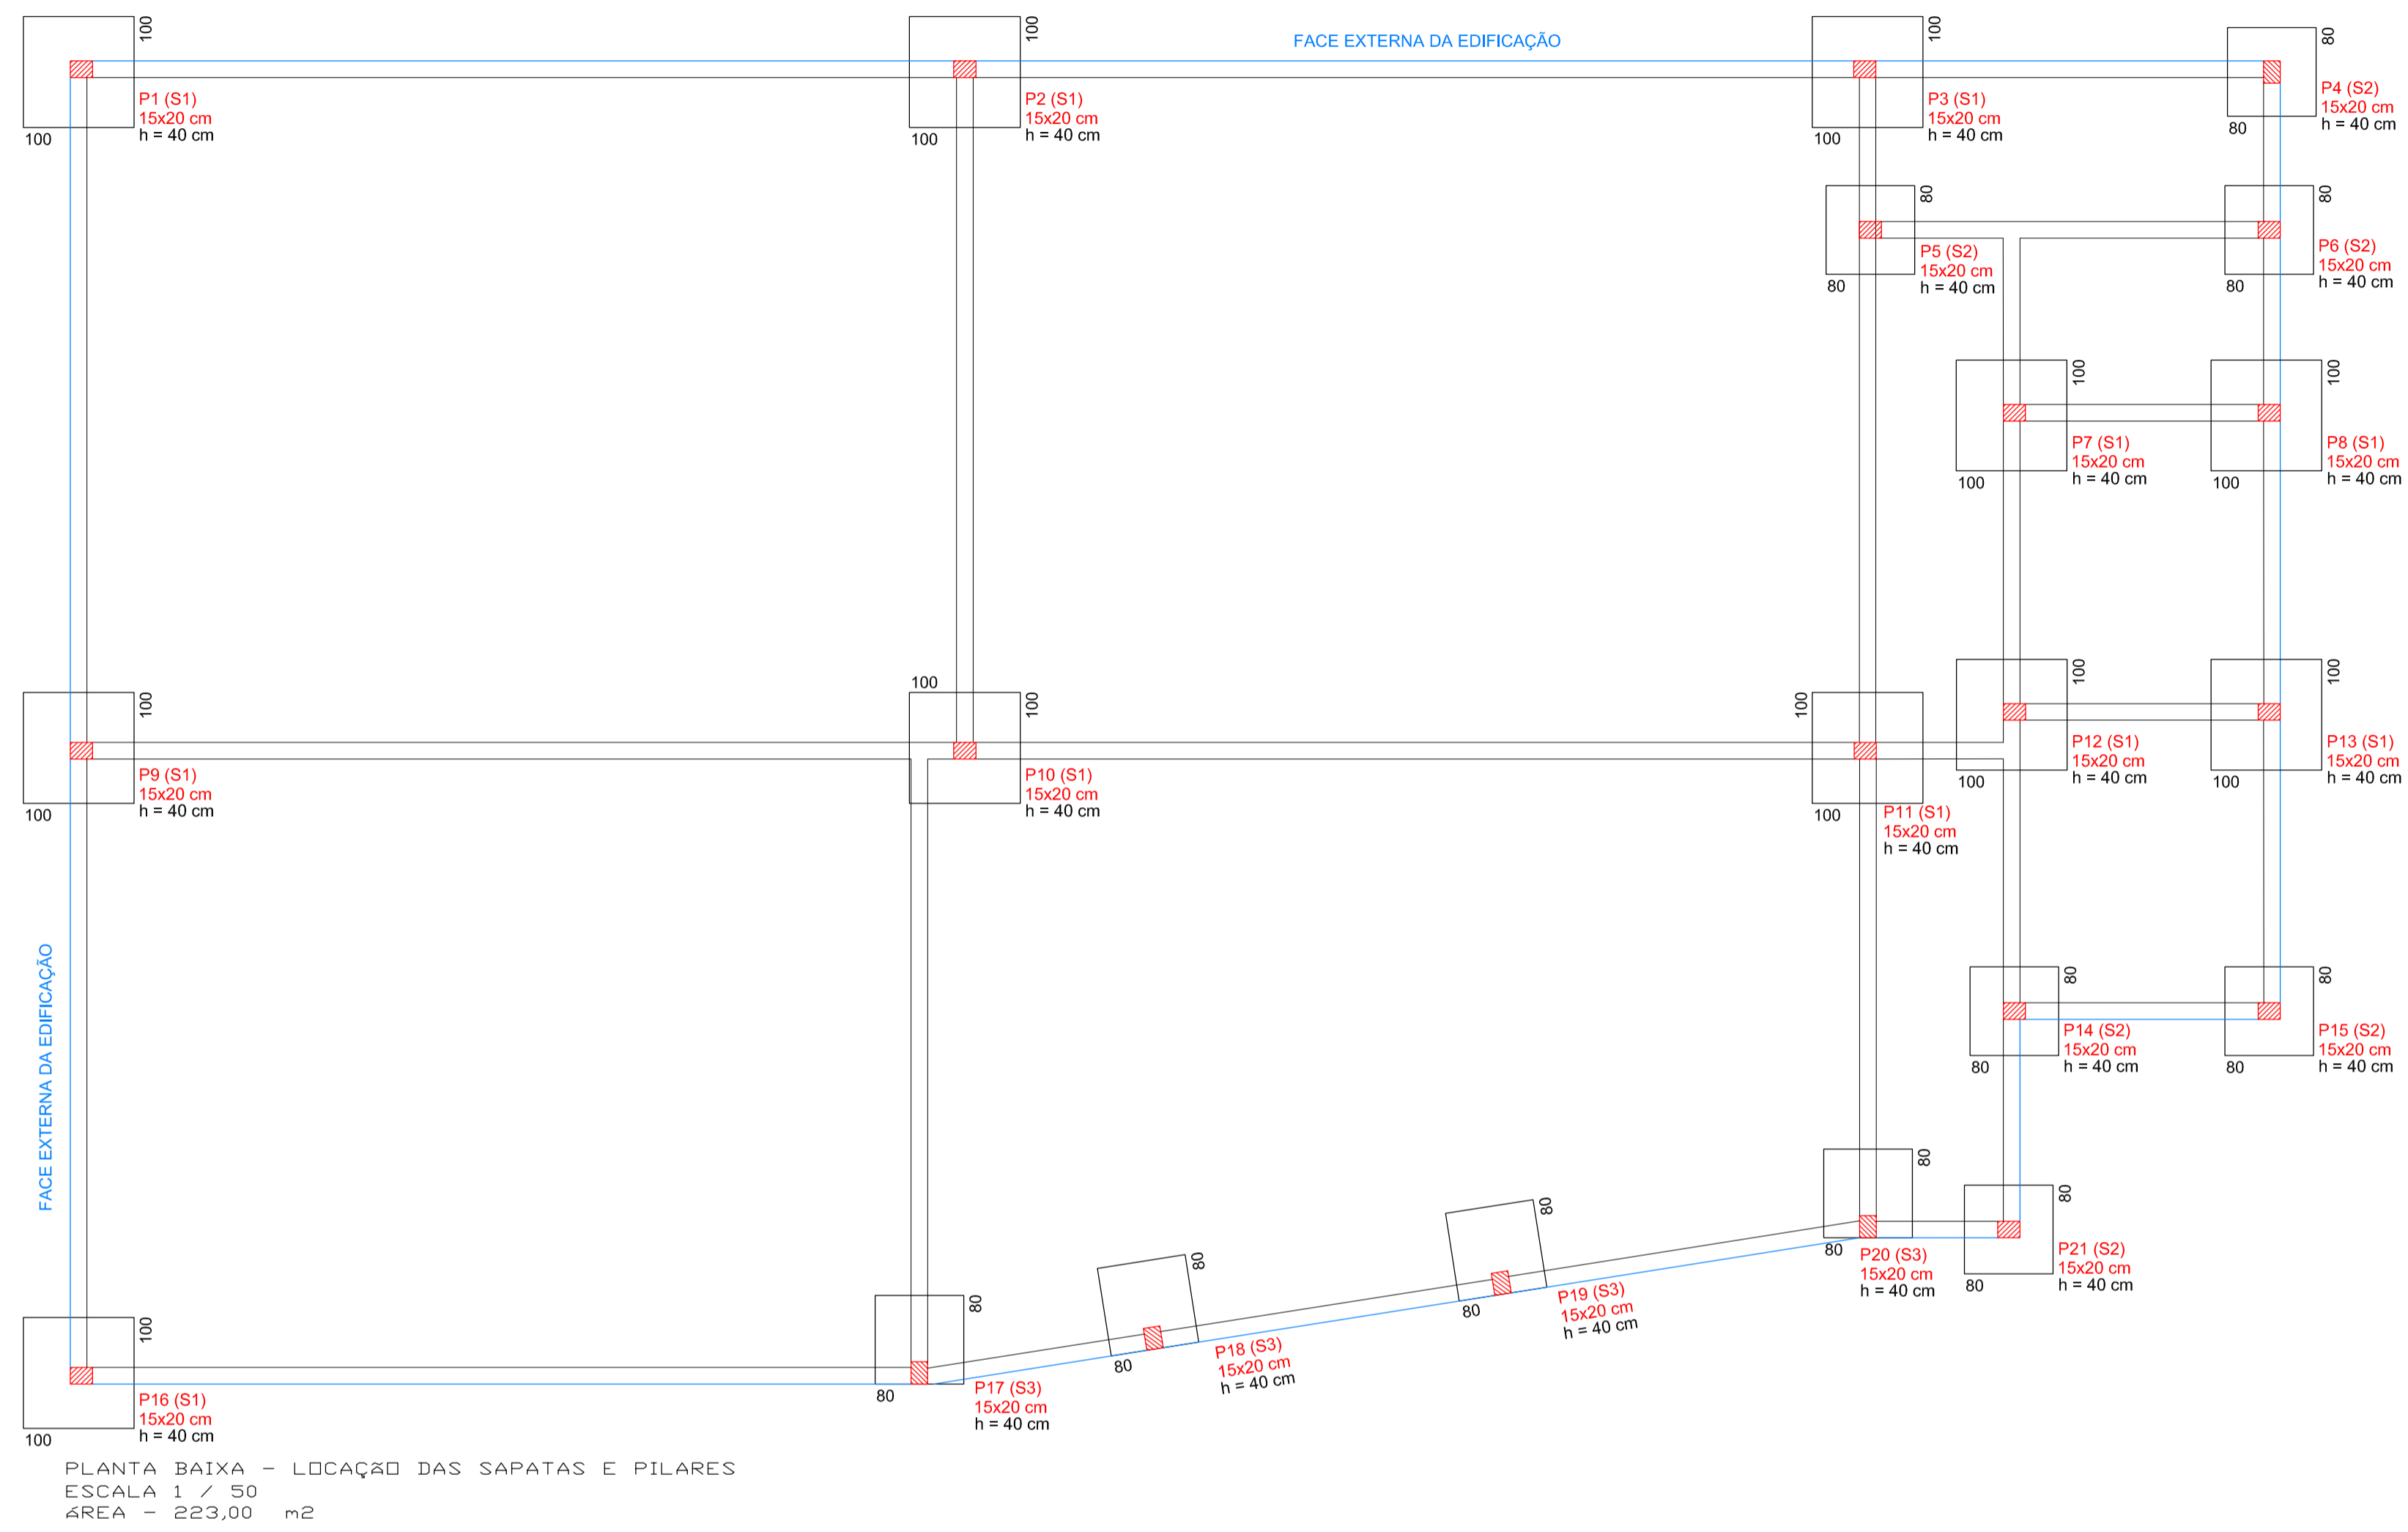 FACE EXTERNA DA EDIFICAÇÃO
100
P1 (S1)
15x20 cm
h = 40 cm
100
100
P2 (S1)
15x20 cm
h = 40 cm
100
100
P3 (S1)
15x20 cm
h = 40 cm
100
80
P4 (S2)
15x20 cm
h = 40 cm
80
80
P5 (S2)
15x20 cm
h = 40 cm
80
80
P6 (S2)
15x20 cm
h = 40 cm
80
100
P7 (S1)
15x20 cm
h = 40 cm
100
100
P8 (S1)
15x20 cm
h = 40 cm
100
100
P9 (S1)
15x20 cm
h = 40 cm
100
100
100
P10 (S1)
15x20 cm
h = 40 cm
100
P11 (S1)
15x20 cm
h = 40 cm
100
100
P12 (S1)
15x20 cm
h = 40 cm
100
100
P13 (S1)
15x20 cm
h = 40 cm
100
FACE EXTERNA DA EDIFICAÇÃO
80
P14 (S2)
15x20 cm
h = 40 cm
80
80
P15 (S2)
15x20 cm
h = 40 cm
80
100
P16 (S1)
15x20 cm
h = 40 cm
100
80
P17 (S3)
15x20 cm
h = 40 cm
80
80
P18 (S3)
15x20 cm
h = 40 cm
80
80
P19 (S3)
15x20 cm
h = 40 cm
80
80
P20 (S3)
15x20 cm
h = 40 cm
80
80
P21 (S2)
15x20 cm
h = 40 cm
80
PLANTA BAIXA - LOCAÇÃO DAS SAPATAS E PILARES
ESCALA 1 / 50
ÁREA - 223,00 m2